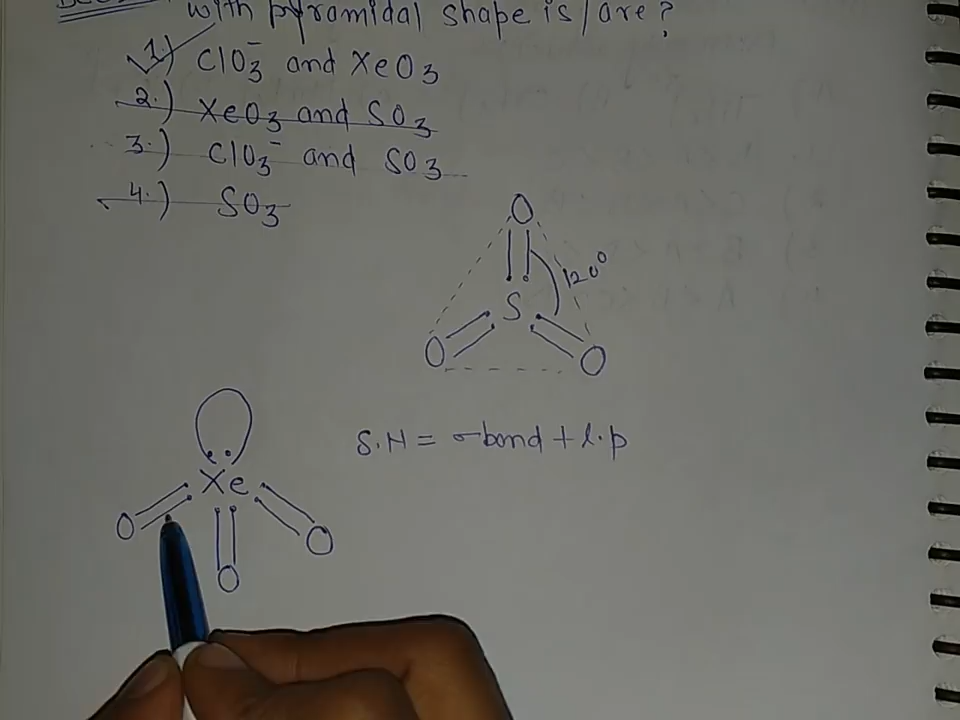 with pyramidal shape is/are?
1.) ClO3- and XeO3
2.) XeO3 and SO3
3.) ClO3- and SO3
4.) SO3
O
120°
S
O O
S.N = σ-bond + l.p
Xe
O O
O